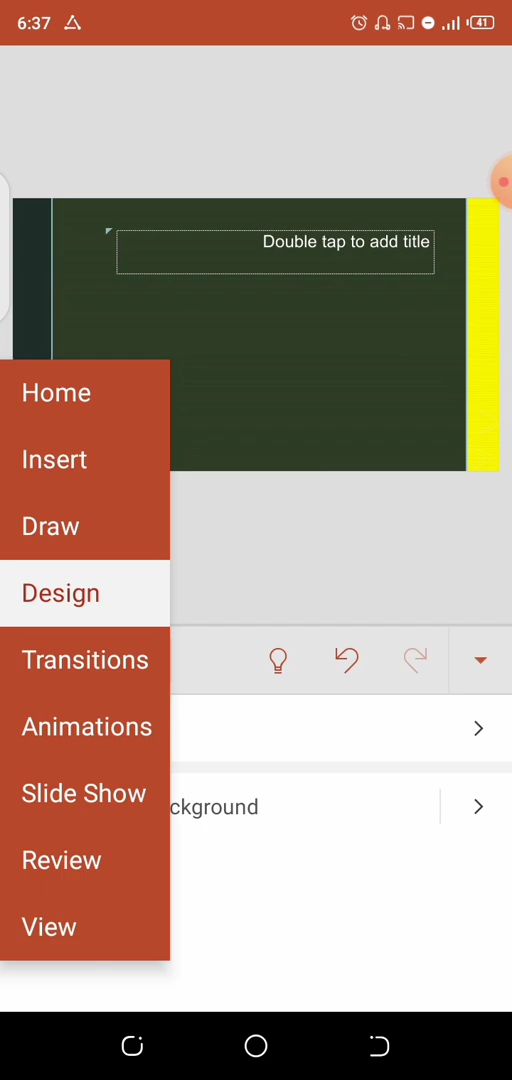 6:37
41
Double tap to add title
Home
Insert
Draw
Design
Transitions
Animations
ckground
Slide Show
Review
View